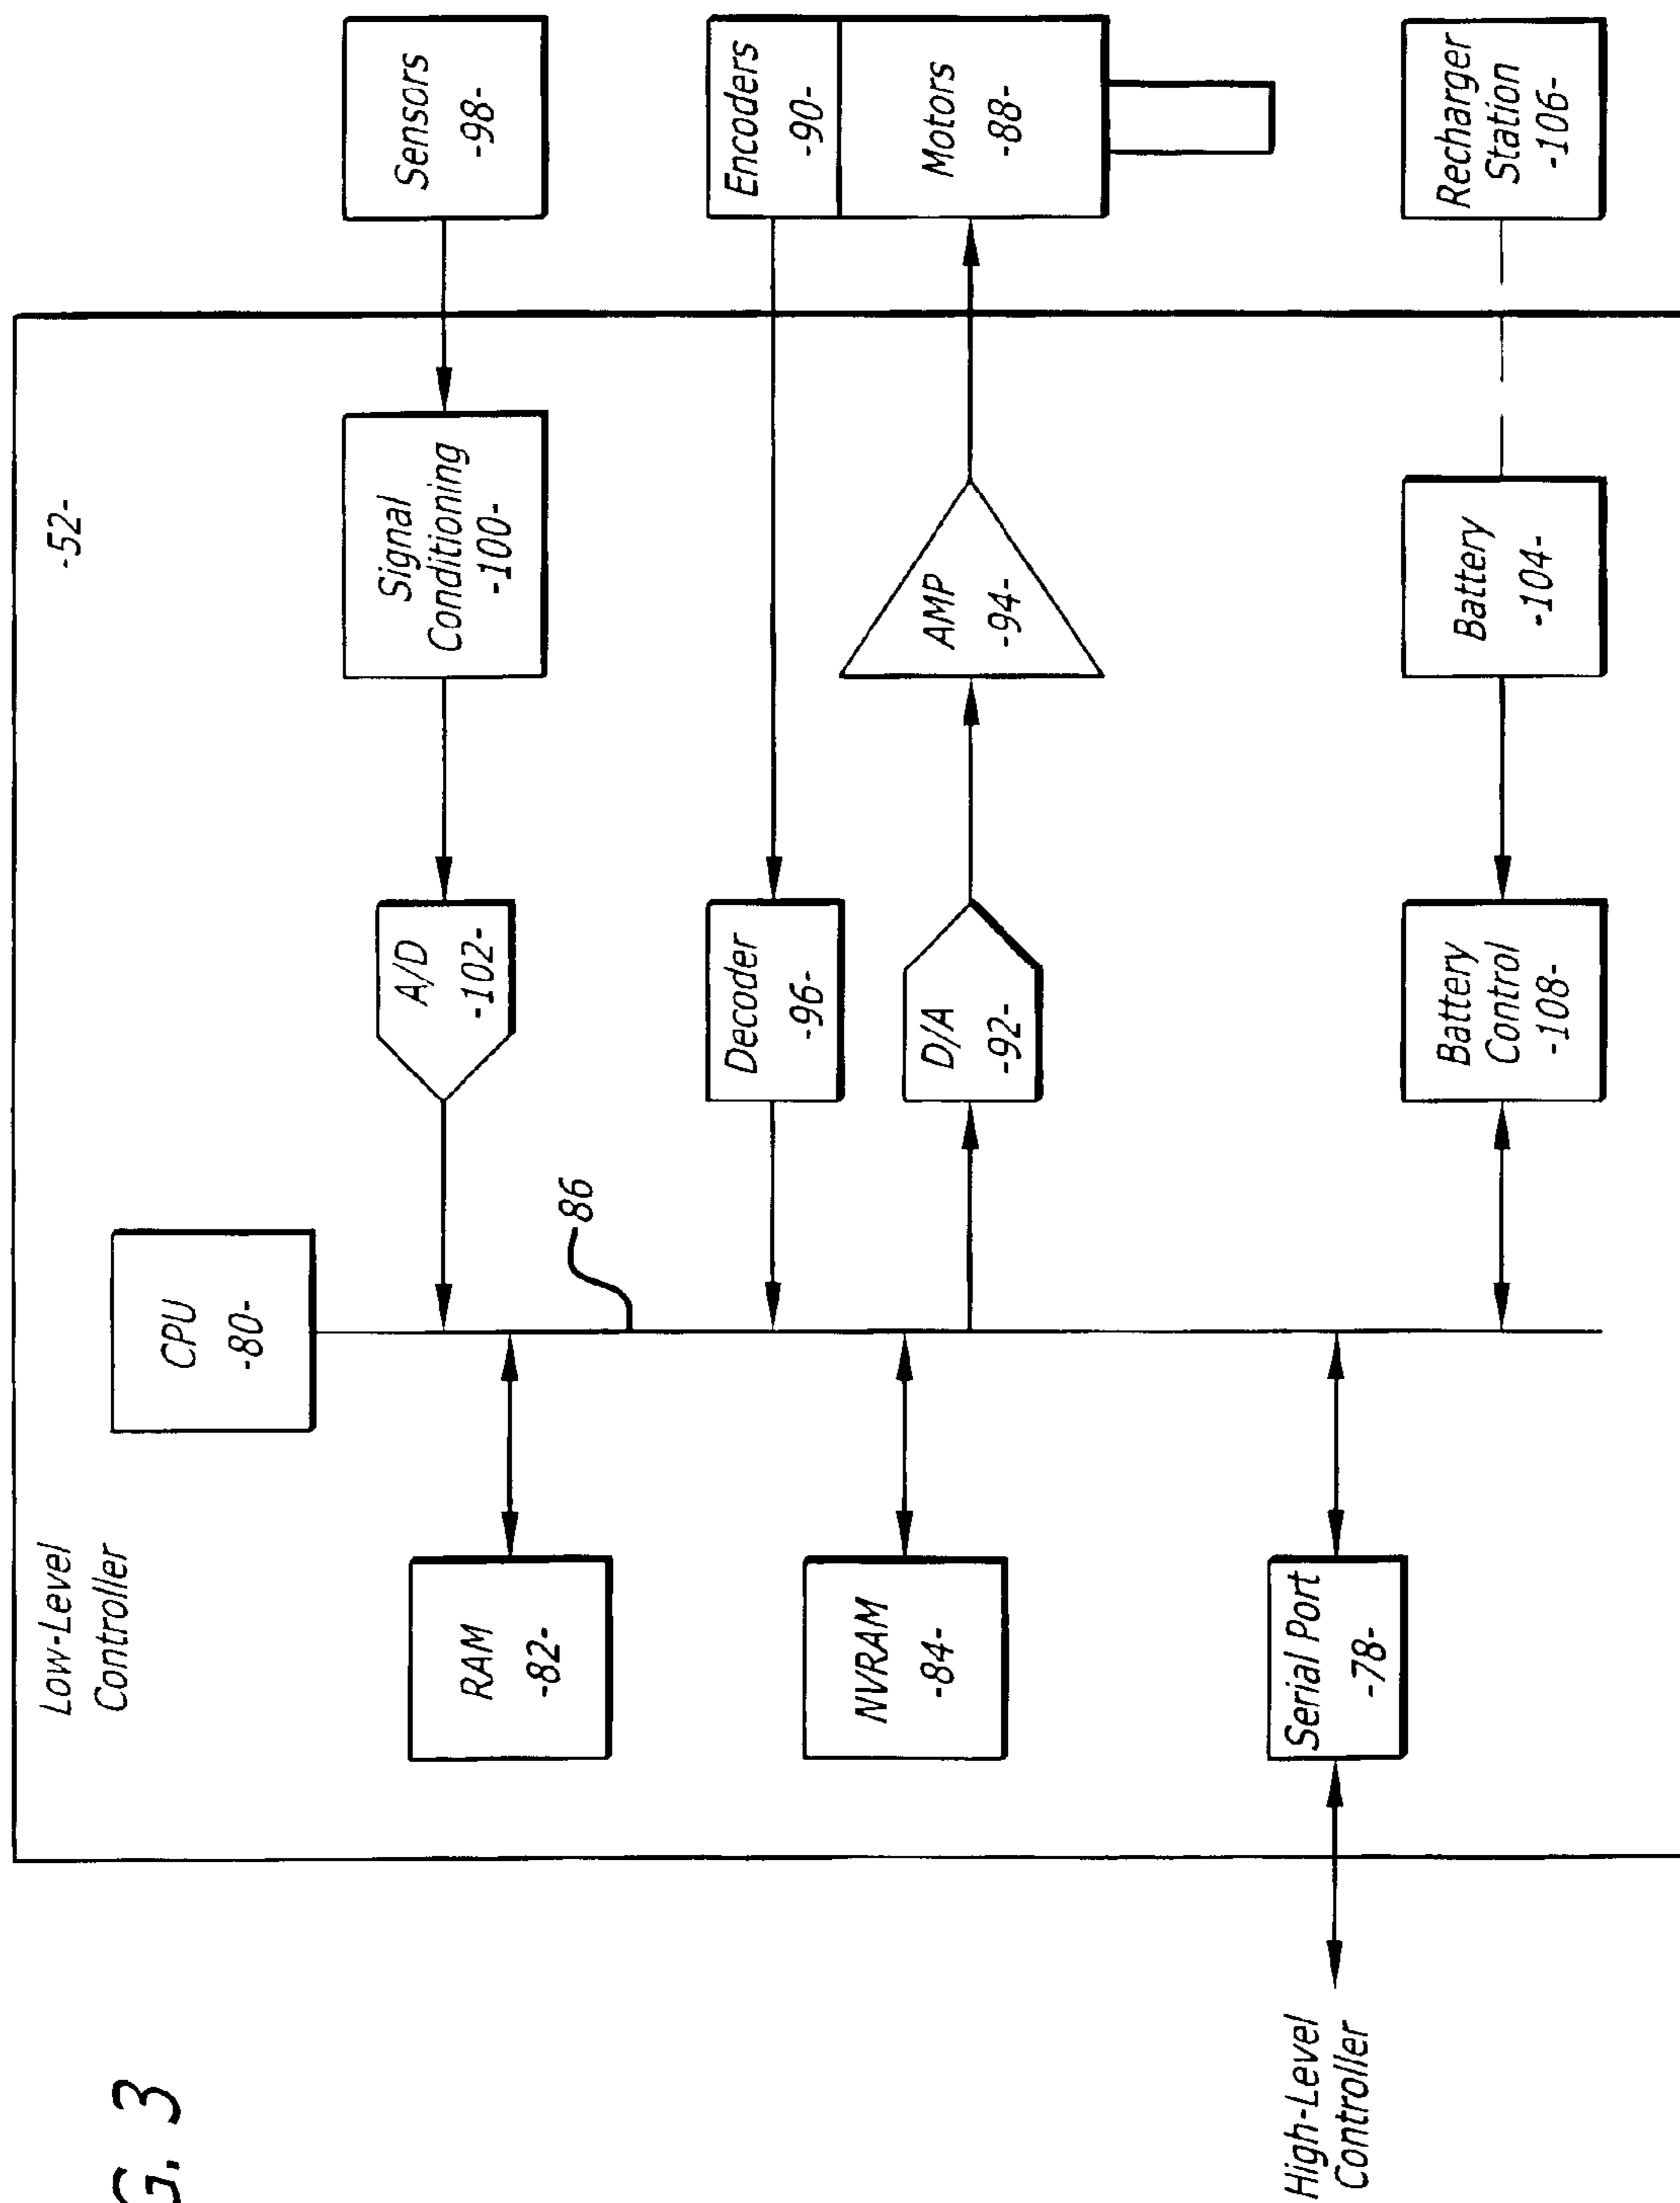 G. 3
Low-Level
Controller
-52-
CPU
-80-
RAM
-82-
86
A/D
-102-
Signal
Conditioning
-100-
Sensors
-98-
NVRAM
-84-
Decoder
-96-
Encoders
-90-
D/A
-92-
AMP
-94-
Motors
-88-
High-Level
Controller
Serial Port
-78-
Battery
Control
-108-
Battery
-104-
Recharger
Station
-106-